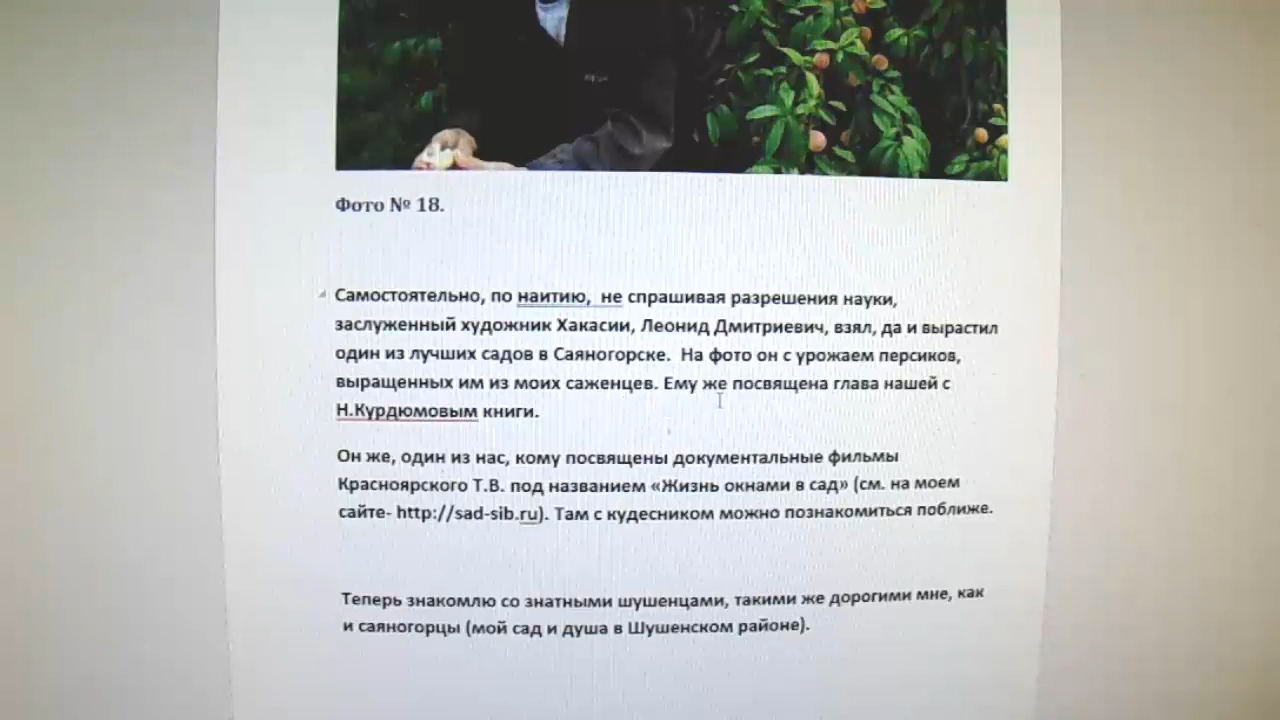 Фото № 18.
Самостоятельно, по наитию, не спрашивая разрешения науки,
заслуженный художник Хакасии, Леонид Дмитриевич, взял, да и вырастил
один из лучших садов в Саяногорске. На фото он с урожаем персиков,
выращенных им из моих саженцев. Ему же посвящена глава нашей с
Н.Курдюмовым книги.
Он же, один из нас, кому посвящены документальные фильмы
Красноярского Т.В. под названием «Жизнь окнами в сад» (см. на моем
сайте- http://sad-sib.ru). Там с кудесником можно познакомиться поближе.
Теперь знакомлю со знатными шушенцами, такими же дорогими мне, как
и саяногорцы (мой сад и душа в Шушенском районе).